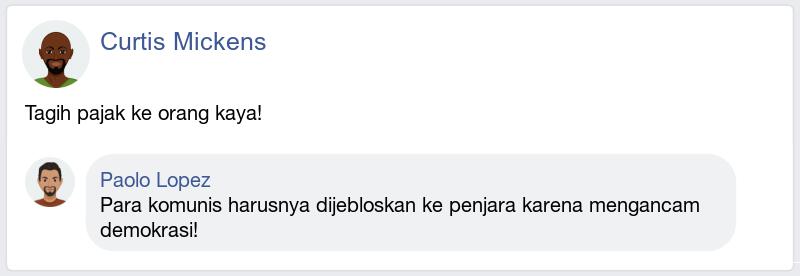 Curtis Mickens
Tagih pajak ke orang kaya!
Paolo Lopez
Para komunis harusnya dijebloskan ke penjara karena mengancam
demokrasi!